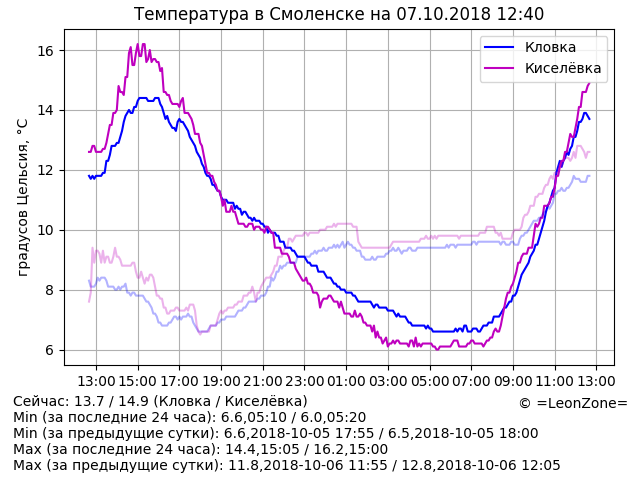 Температура в Смоленске на 07.10.2018 12:40
Кловка
Киселёвка
градусов Цельсия, °C
16
14
12
10
8
6
13:00 15:00 17:00 19:00 21:00 23:00 01:00 03:00 05:00 07:00 09:00 11:00 13:00
Сейчас: 13.7 / 14.9 (Кловка / Киселёвка)
© =LeonZone=
Min (за последние 24 часа): 6.6,05:10 / 6.0,05:20
Min (за предыдущие сутки): 6.6,2018-10-05 17:55 / 6.5,2018-10-05 18:00
Max (за последние 24 часа): 14.4,15:05 / 16.2,15:00
Max (за предыдущие сутки): 11.8,2018-10-06 11:55 / 12.8,2018-10-06 12:05